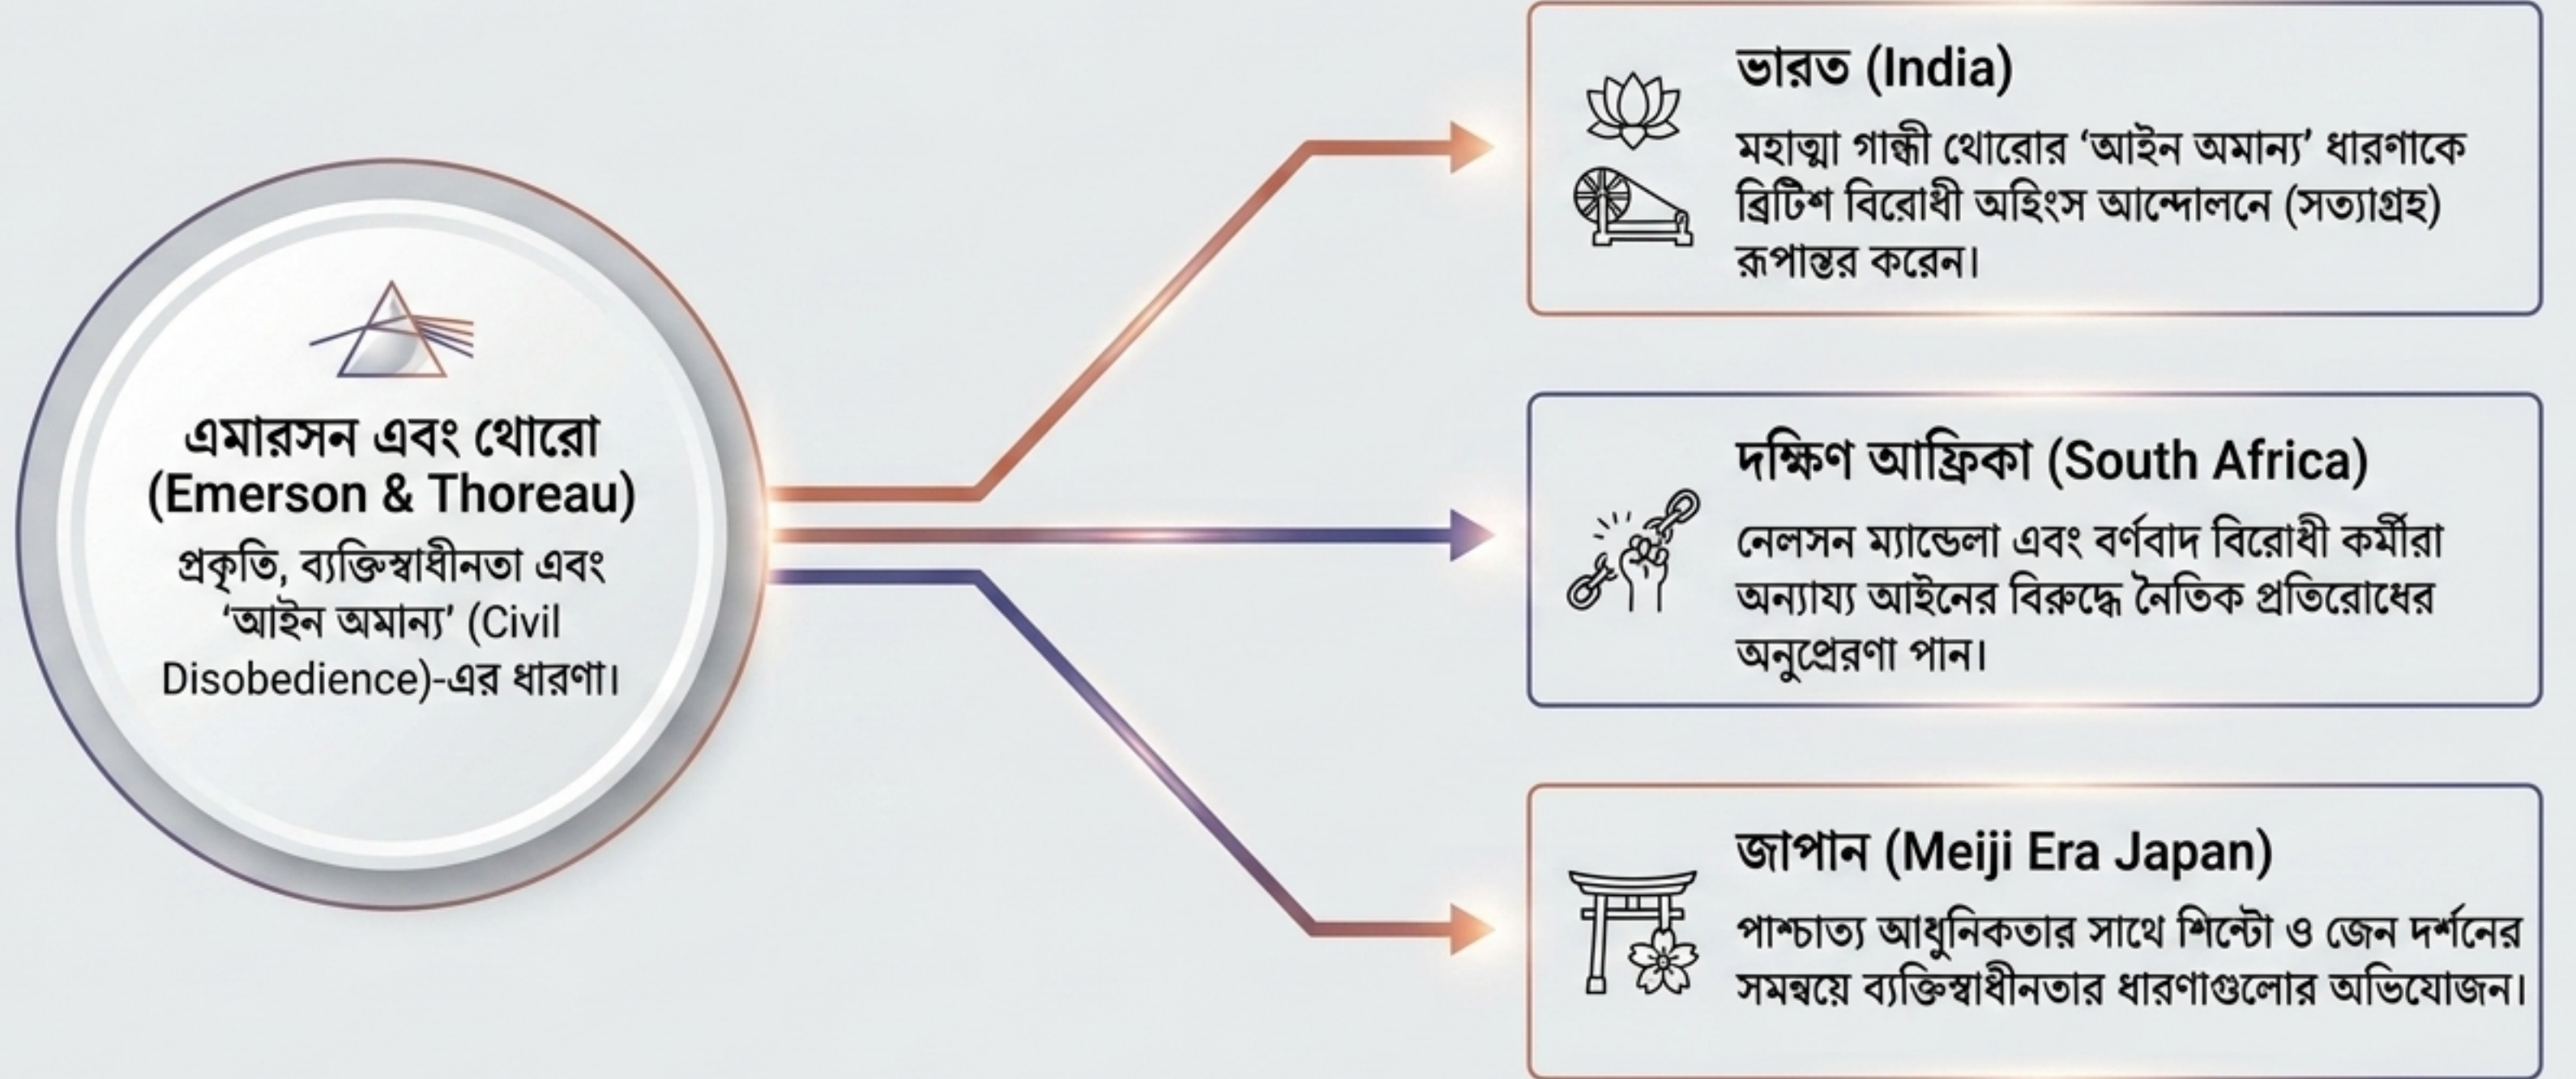 এমারসন এবং থোরো
(Emerson & Thoreau)
প্রকৃতি, ব্যক্তিস্বাধীনতা এবং
‘আইন অমান্য’ (Civil
Disobedience)-এর ধারণা।
ভারত (India)
মহাত্মা গান্ধী থোরোর ‘আইন অমান্য’ ধারণাকে
ব্রিটিশ বিরোধী অহিংস আন্দোলনে (সত্যাগ্রহ)
রূপান্তর করেন।
দক্ষিণ আফ্রিকা (South Africa)
নেলসন ম্যান্ডেলা এবং বর্ণবাদ বিরোধী কর্মীরা
অন্যায্য আইনের বিরুদ্ধে নৈতিক প্রতিরোধের
অনুপ্রেরণা পান।
জাপান (Meiji Era Japan)
পাশ্চাত্য আধুনিকতার সাথে শিন্টো ও জেন দর্শনের
সমন্বয়ে ব্যক্তিস্বাধীনতার ধারণাগুলোর অভিযোজন।